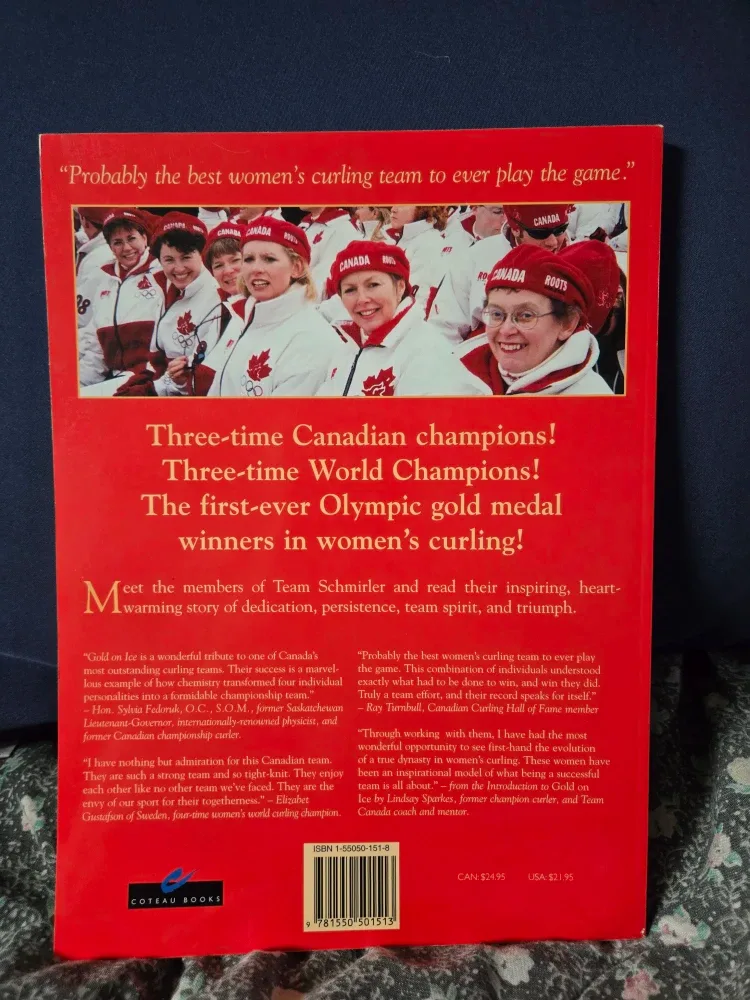 “Probably the best women’s curling team to ever play the game.”
CANADA
CANADA
CANADA
ROOTS
CANADA
ROOTS
CANADA
CANADA
ROOTS
98
Three-time Canadian champions!
Three-time World Champions!
The first-ever Olympic gold medal
winners in women’s curling!
Meet the members of Team Schmirler and read their inspiring, heart-
warming story of dedication, persistence, team spirit, and triumph.
“Gold on Ice is a wonderful tribute to one of Canada’s
most outstanding curling teams. Their success is a marvel-
lous example of how chemistry transformed four individual
personalities into a formidable championship team.”
– Hon. Sylvia Fedoruk, O.C., S.O.M., former Saskatchewan
Lieutenant-Governor, internationally-renowned physicist, and
former Canadian championship curler.
“I have nothing but admiration for this Canadian team.
They are such a strong team and so tight-knit. They enjoy
each other like no other team we’ve faced. They are the
envy of our sport for their togetherness.” – Elizabet
Gustafson of Sweden, four-time women’s world curling champion.
“Probably the best women’s curling team to ever play
the game. This combination of individuals understood
exactly what had to be done to win, and win they did.
Truly a team effort, and their record speaks for itself.”
– Ray Turnbull, Canadian Curling Hall of Fame member
“Through working with them, I have had the most
wonderful opportunity to see first-hand the evolution
of a true dynasty in women’s curling. These women have
been an inspirational model of what being a successful
team is all about.” – from the Introduction to Gold on
Ice by Lindsay Sparkes, former champion curler, and Team
Canada coach and mentor.
COTEAU BOOKS
ISBN 1-55050-151-8
9 781550 501513
CAN: $24.95 USA: $21.95